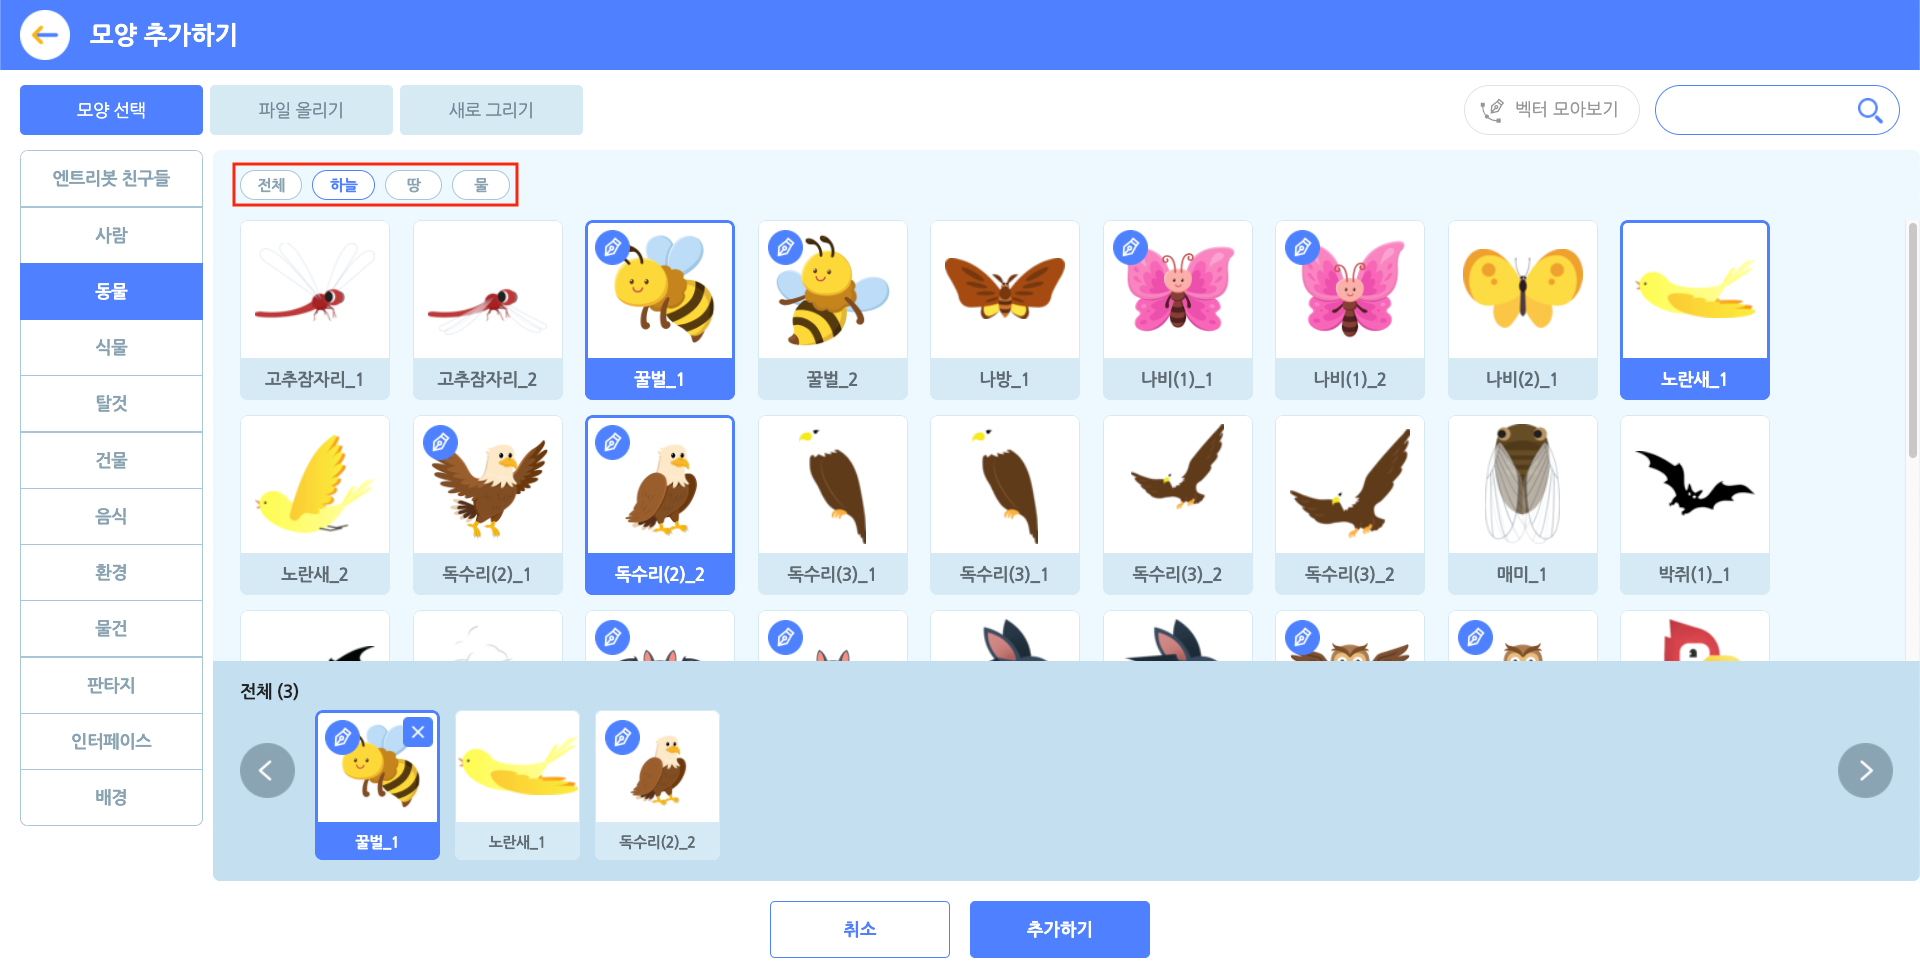 모양 추가하기
모양 선택
파일 올리기
새로 그리기
벡터 모아보기
엔트리봇 친구들
사람
동물
식물
탈것
건물
음식
환경
물건
판타지
인터페이스
배경
전체 하늘 땅 물
고추잠자리_1 고추잠자리_2 꿀벌_1 꿀벌_2 나방_1 나비(1)_1 나비(1)_2 나비(2)_1 노란새_1
노란새_2 독수리(2)_1 독수리(2)_2 독수리(3)_1 독수리(3)_1 독수리(3)_2 독수리(3)_2 매미_1 박쥐(1)_1
전체 (3)
꿀벌_1 노란새_1 독수리(2)_2
취소 추가하기